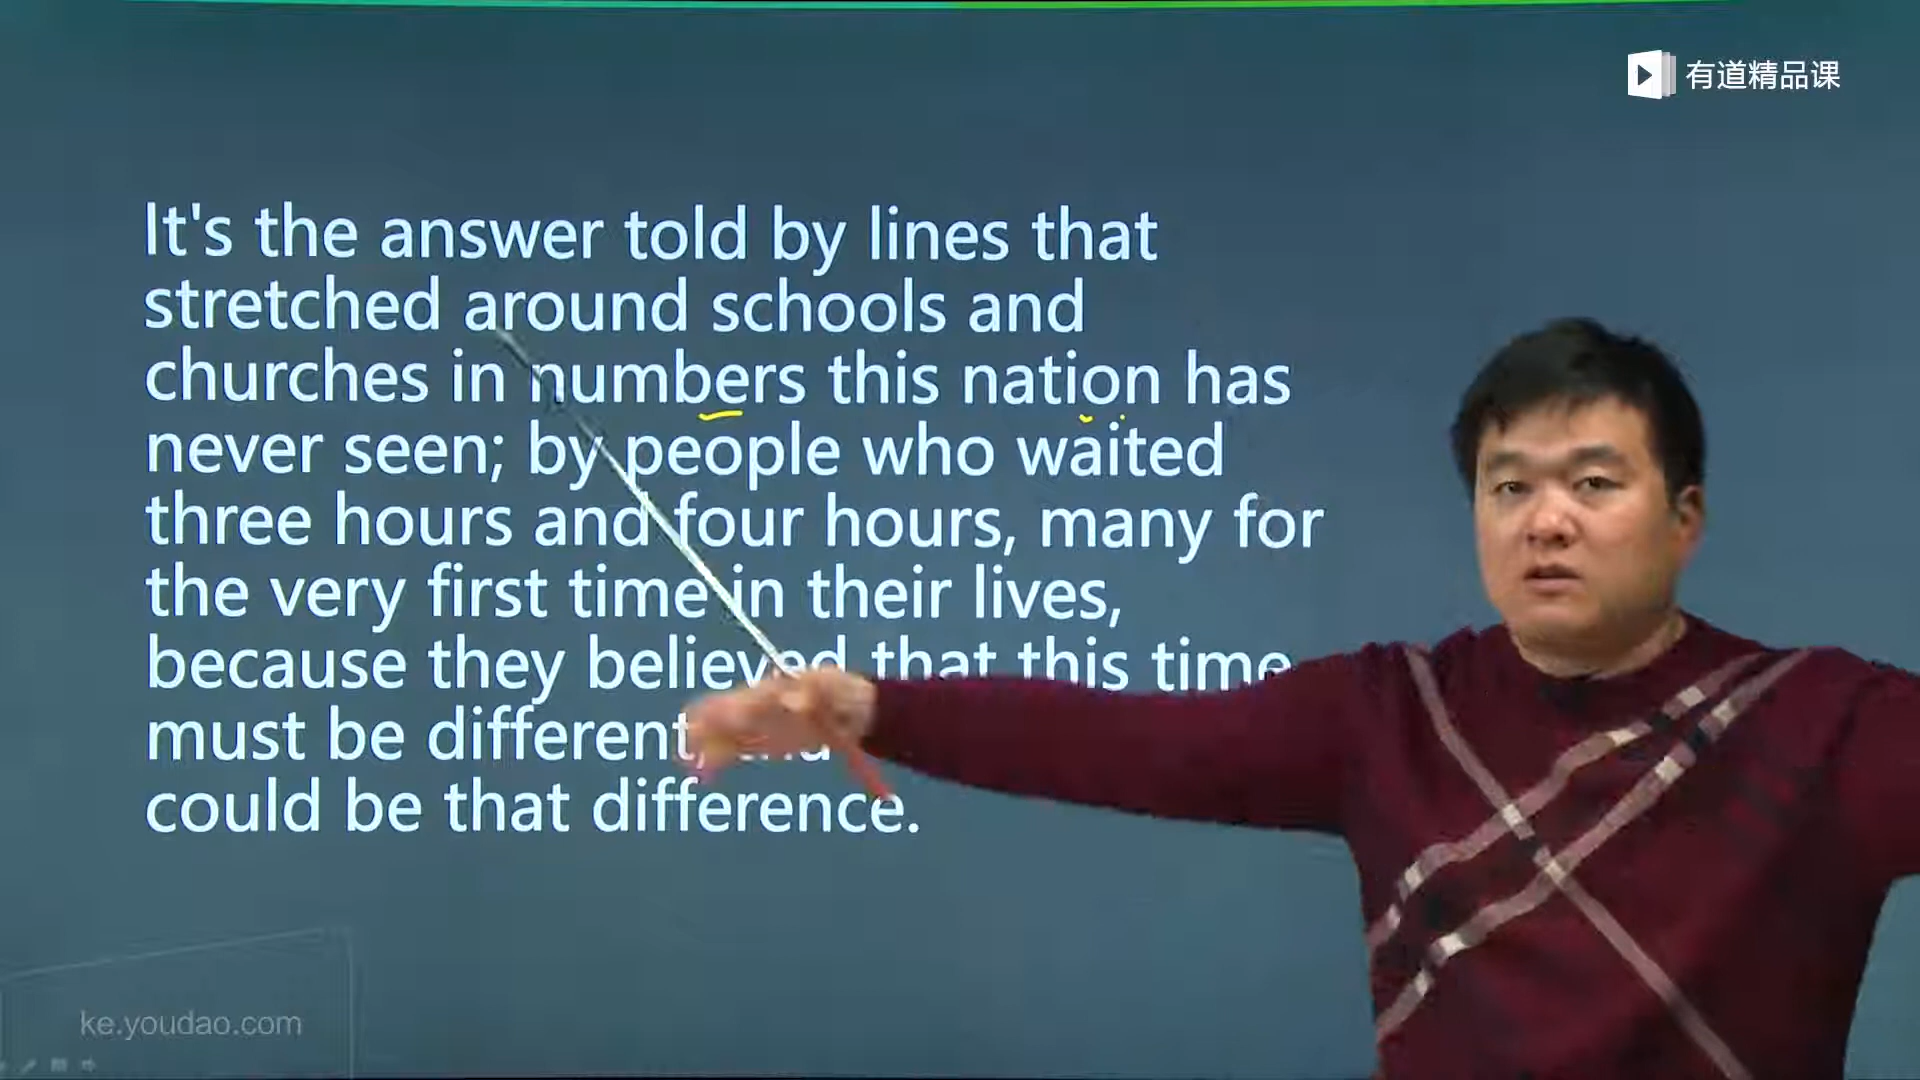 有道精品课
It's the answer told by lines that
stretched around schools and
churches in numbers this nation has
never seen; by people who waited
three hours and four hours, many for
the very first time in their lives,
because they believed that this time
must be different,
could be that difference.
ke.youdao.com